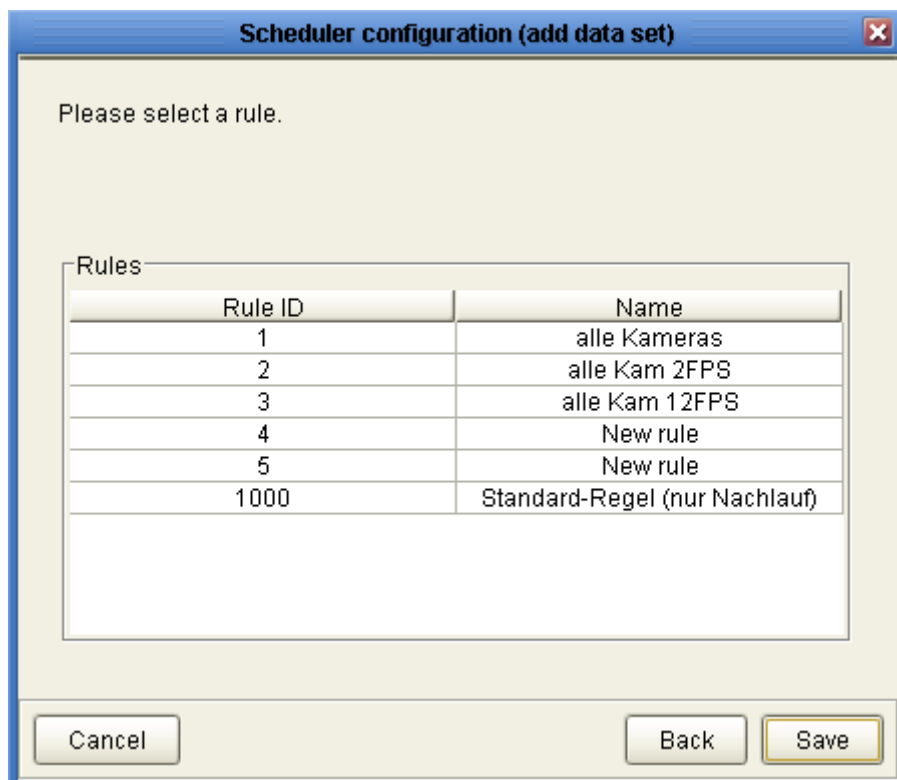 Scheduler configuration (add data set)
Please select a rule.
Rules
Rule ID Name
1 alle Kameras
2 alle Kam 2FPS
3 alle Kam 12FPS
4 New rule
5 New rule
1000 Standard-Regel (nur Nachlauf)
Cancel Back Save